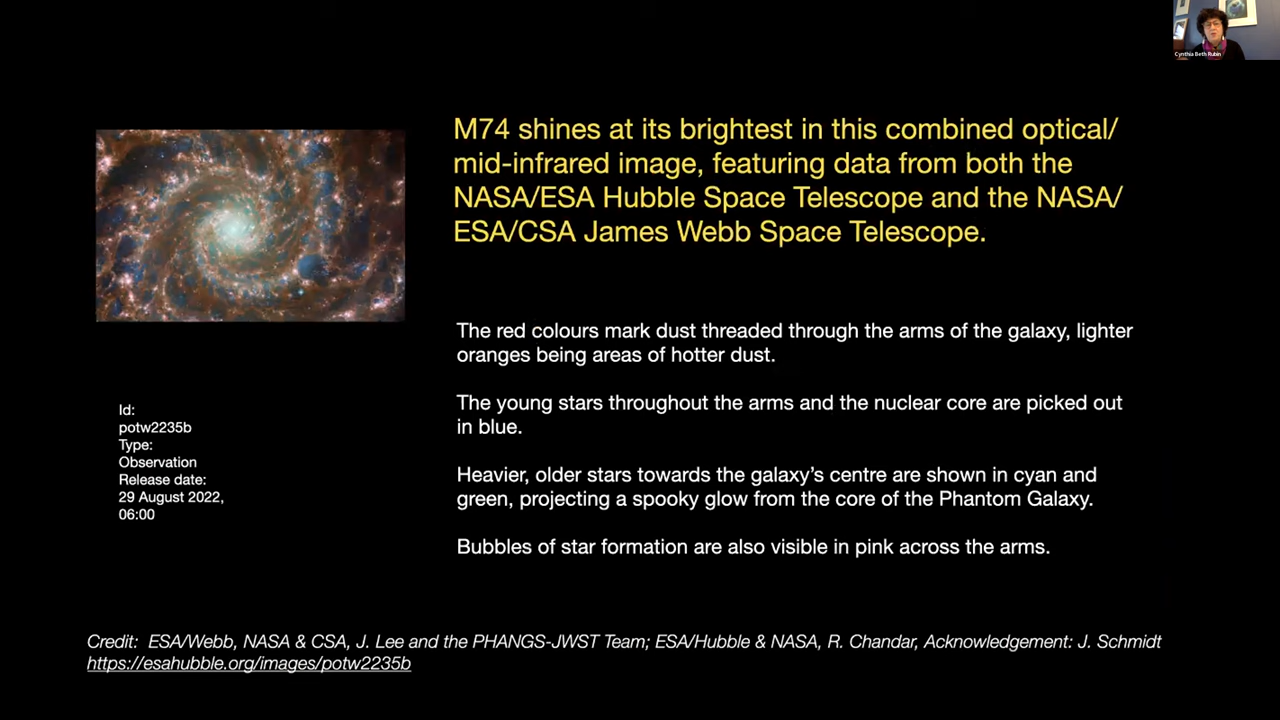 Cynthia Beth Rubin
M74 shines at its brightest in this combined optical/
mid-infrared image, featuring data from both the
NASA/ESA Hubble Space Telescope and the NASA/
ESA/CSA James Webb Space Telescope.
The red colours mark dust threaded through the arms of the galaxy, lighter
oranges being areas of hotter dust.
The young stars throughout the arms and the nuclear core are picked out
in blue.
Heavier, older stars towards the galaxy’s centre are shown in cyan and
green, projecting a spooky glow from the core of the Phantom Galaxy.
Bubbles of star formation are also visible in pink across the arms.
Id:
potw2235b
Type:
Observation
Release date:
29 August 2022,
06:00
Credit: ESA/Webb, NASA & CSA, J. Lee and the PHANGS-JWST Team; ESA/Hubble & NASA, R. Chandar, Acknowledgement: J. Schmidt
https://esahubble.org/images/potw2235b